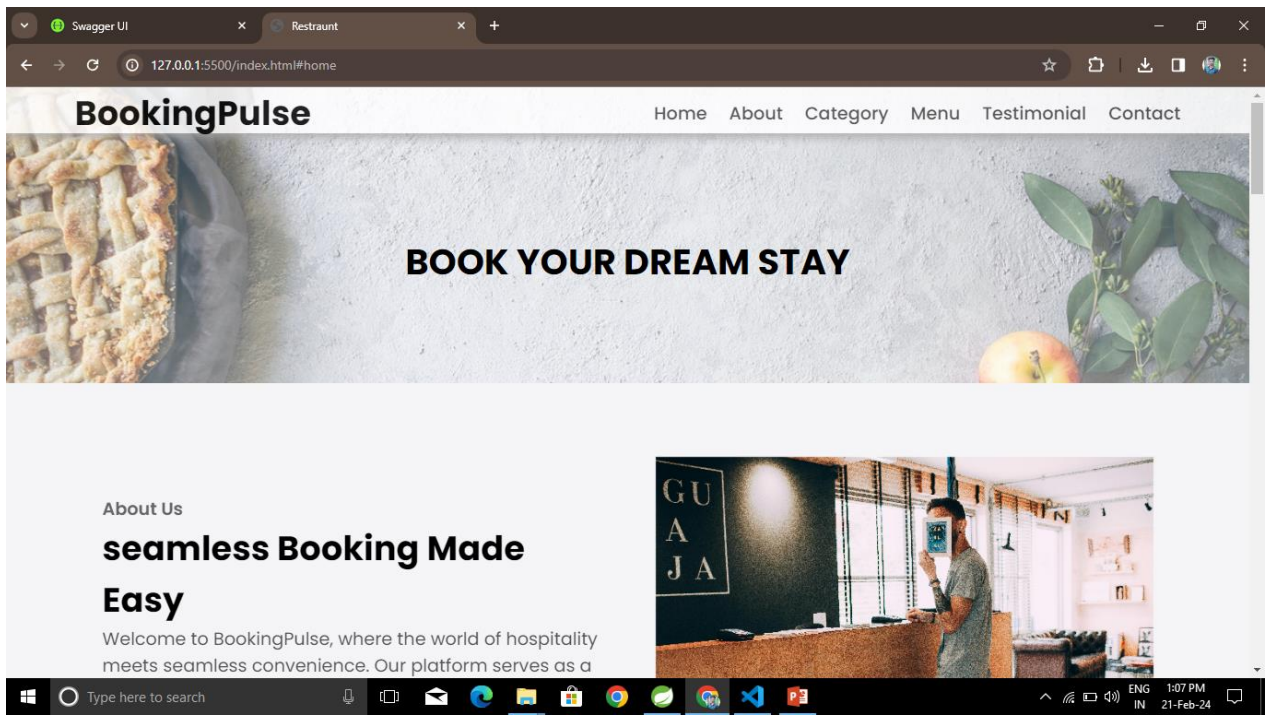 Swagger UI
Restraunt
127.0.0.1:5500/index.html#home
BookingPulse
Home About Category Menu Testimonial Contact
BOOK YOUR DREAM STAY
About Us
seamless Booking Made
Easy
Welcome to BookingPulse, where the world of hospitality
meets seamless convenience. Our platform serves as a
GU
A
JA
Type here to search
ENG
IN
1:07 PM
21-Feb-24